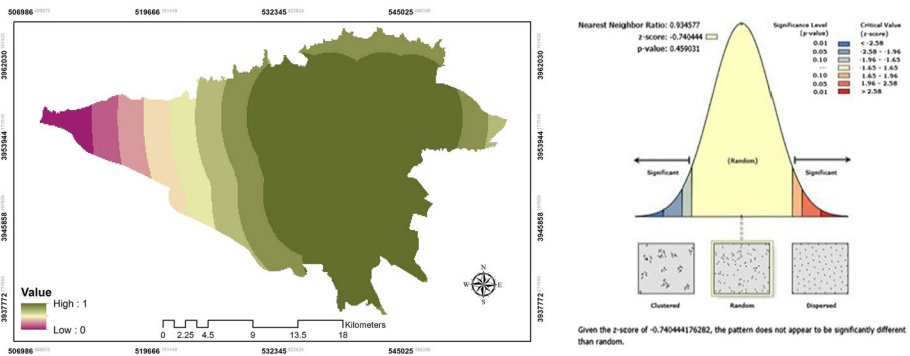 506986 519666 532345 545025
3962030
3953944
3945858
3937772
3962030
3953944
3945858
3937772
N
W E
S
Value
High : 1
Low : 0
Kilometers
0 2.25 4.5 9 13.5 18
506986 519666 532345 545025
Nearest Neighbor Ratio: 0.934577
z-score: -0.740444
p-value: 0.459031
Significance Level
(p-value)
Critical Value
(z-score)
0.01 < -2.58
0.05 -2.58 - -1.96
0.10 -1.96 - -1.65
... -1.65 - 1.65
0.10 1.65 - 1.96
0.05 1.96 - 2.58
0.01 > 2.58
(Random)
Significant Significant
Clustered Random Dispersed
Given the z-score of -0.740444176282, the pattern does not appear to be significantly different
than random.